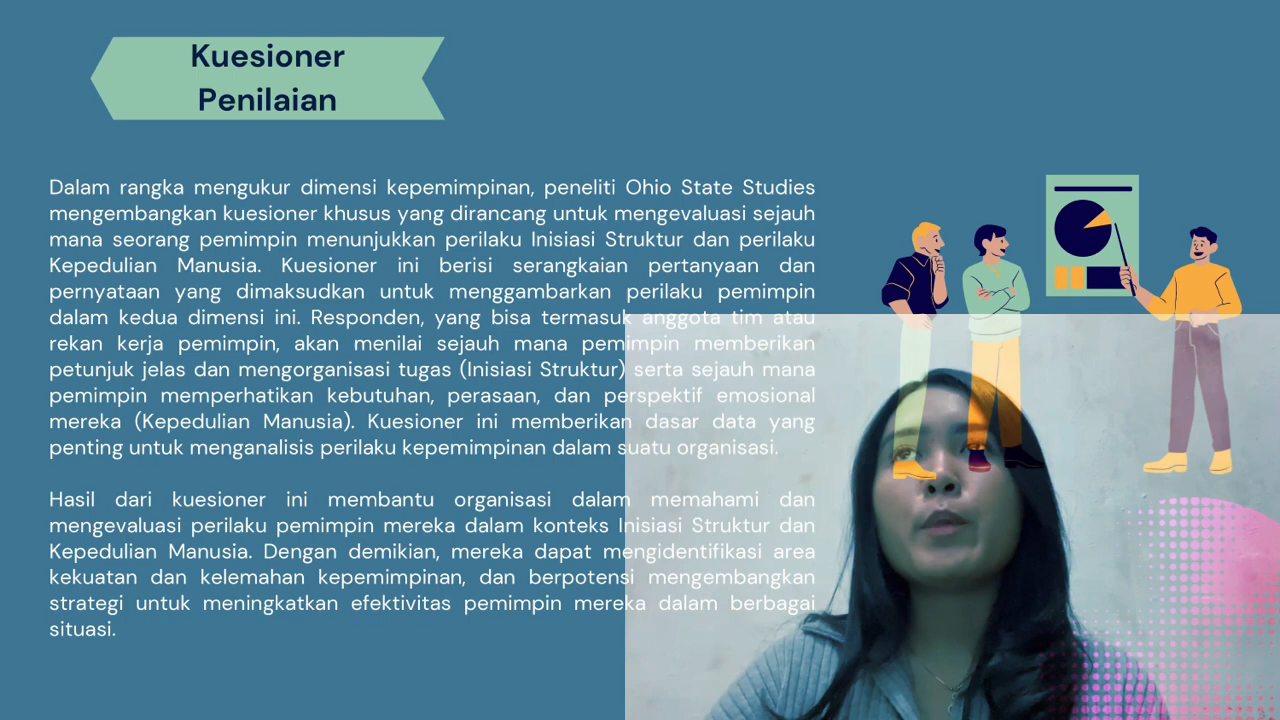 Kuesioner
Penilaian
Dalam rangka mengukur dimensi kepemimpinan, peneliti Ohio State Studies
mengembangkan kuesioner khusus yang dirancang untuk mengevaluasi sejauh
mana seorang pemimpin menunjukkan perilaku Inisiasi Struktur dan perilaku
Kepedulian Manusia. Kuesioner ini berisi serangkaian pertanyaan dan
pernyataan yang dimaksudkan untuk menggambarkan perilaku pemimpin
dalam kedua dimensi ini. Responden, yang bisa termasuk anggota tim atau
rekan kerja pemimpin, akan menilai sejauh mana pemimpin memberikan
petunjuk jelas dan mengorganisasi tugas (Inisiasi Struktur) serta sejauh mana
pemimpin memperhatikan kebutuhan, perasaan, dan perspektif emosional
mereka (Kepedulian Manusia). Kuesioner ini memberikan dasar data yang
penting untuk menganalisis perilaku kepemimpinan dalam suatu organisasi.
Hasil dari kuesioner ini membantu organisasi dalam memahami dan
mengevaluasi perilaku pemimpin mereka dalam konteks Inisiasi Struktur dan
Kepedulian Manusia. Dengan demikian, mereka dapat mengidentifikasi area
kekuatan dan kelemahan kepemimpinan, dan berpotensi mengembangkan
strategi untuk meningkatkan efektivitas pemimpin mereka dalam berbagai
situasi.